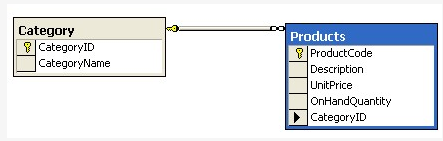 Category
CategoryID
CategoryName
Products
ProductCode
Description
UnitPrice
OnHandQuantity
CategoryID